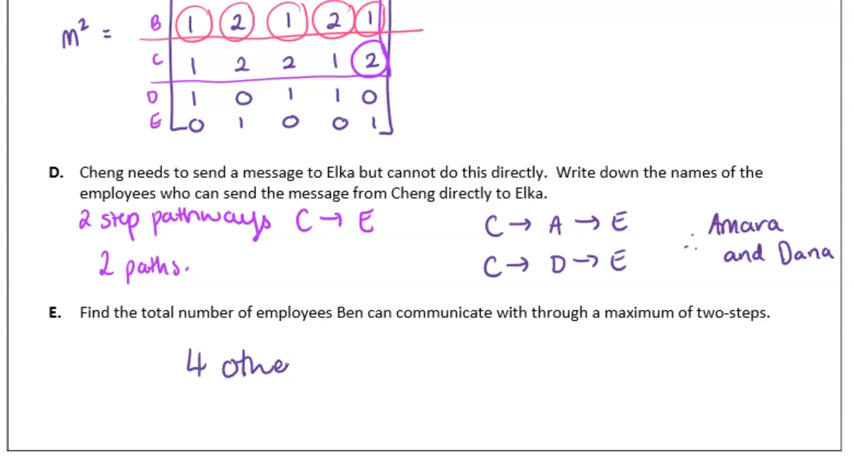 M² = B 1 2 1 2 1
C 1 2 2 1 2
D 1 0 1 1 0
E 0 1 0 0 1
D. Cheng needs to send a message to Elka but cannot do this directly. Write down the names of the
employees who can send the message from Cheng directly to Elka.
2 step pathways C → E C → A → E ∴ Amara
2 paths. C → D → E and Dana
E. Find the total number of employees Ben can communicate with through a maximum of two-steps.
4 othe